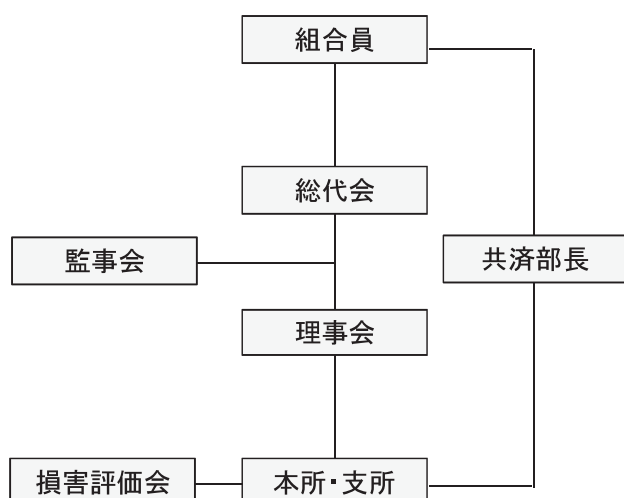 組合員
総代会
監事会
共済部長
理事会
損害評価会
本所・支所